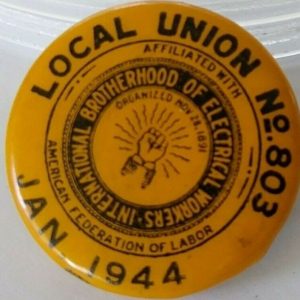 LOCAL UNION No. 803
AFFILIATED WITH
AMERICAN FEDERATION OF LABOR
INTERNATIONAL BROTHERHOOD OF ELECTRICAL WORKERS
ORGANIZED NOV. 28, 1891
JAN 1944